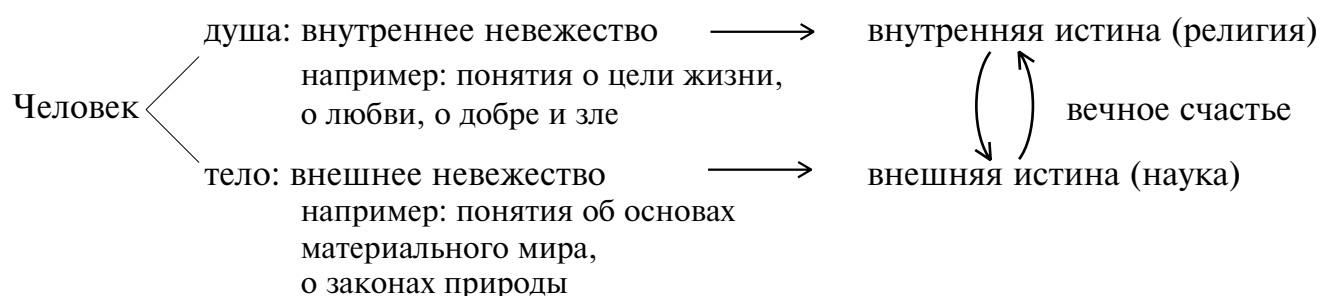 душа: внутреннее невежество внутренняя истина (религия)
например: понятия о цели жизни,
о любви, о добре и зле
Человек
вечное счастье
тело: внешнее невежество внешняя истина (наука)
например: понятия об основах
материального мира,
о законах природы